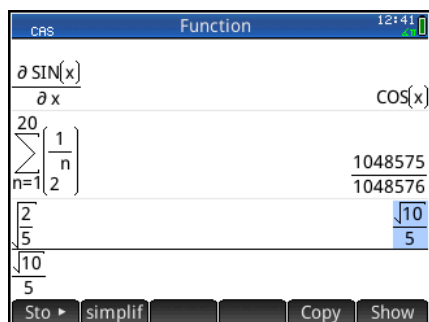 CAS Function 12:41
∠π
∂ SIN(x)
∂ x
COS(x)
20
∑ (1
n=1 2 n)
1048575
1048576
√2
5
√10
5
√10
5
Sto ► simplif Copy Show